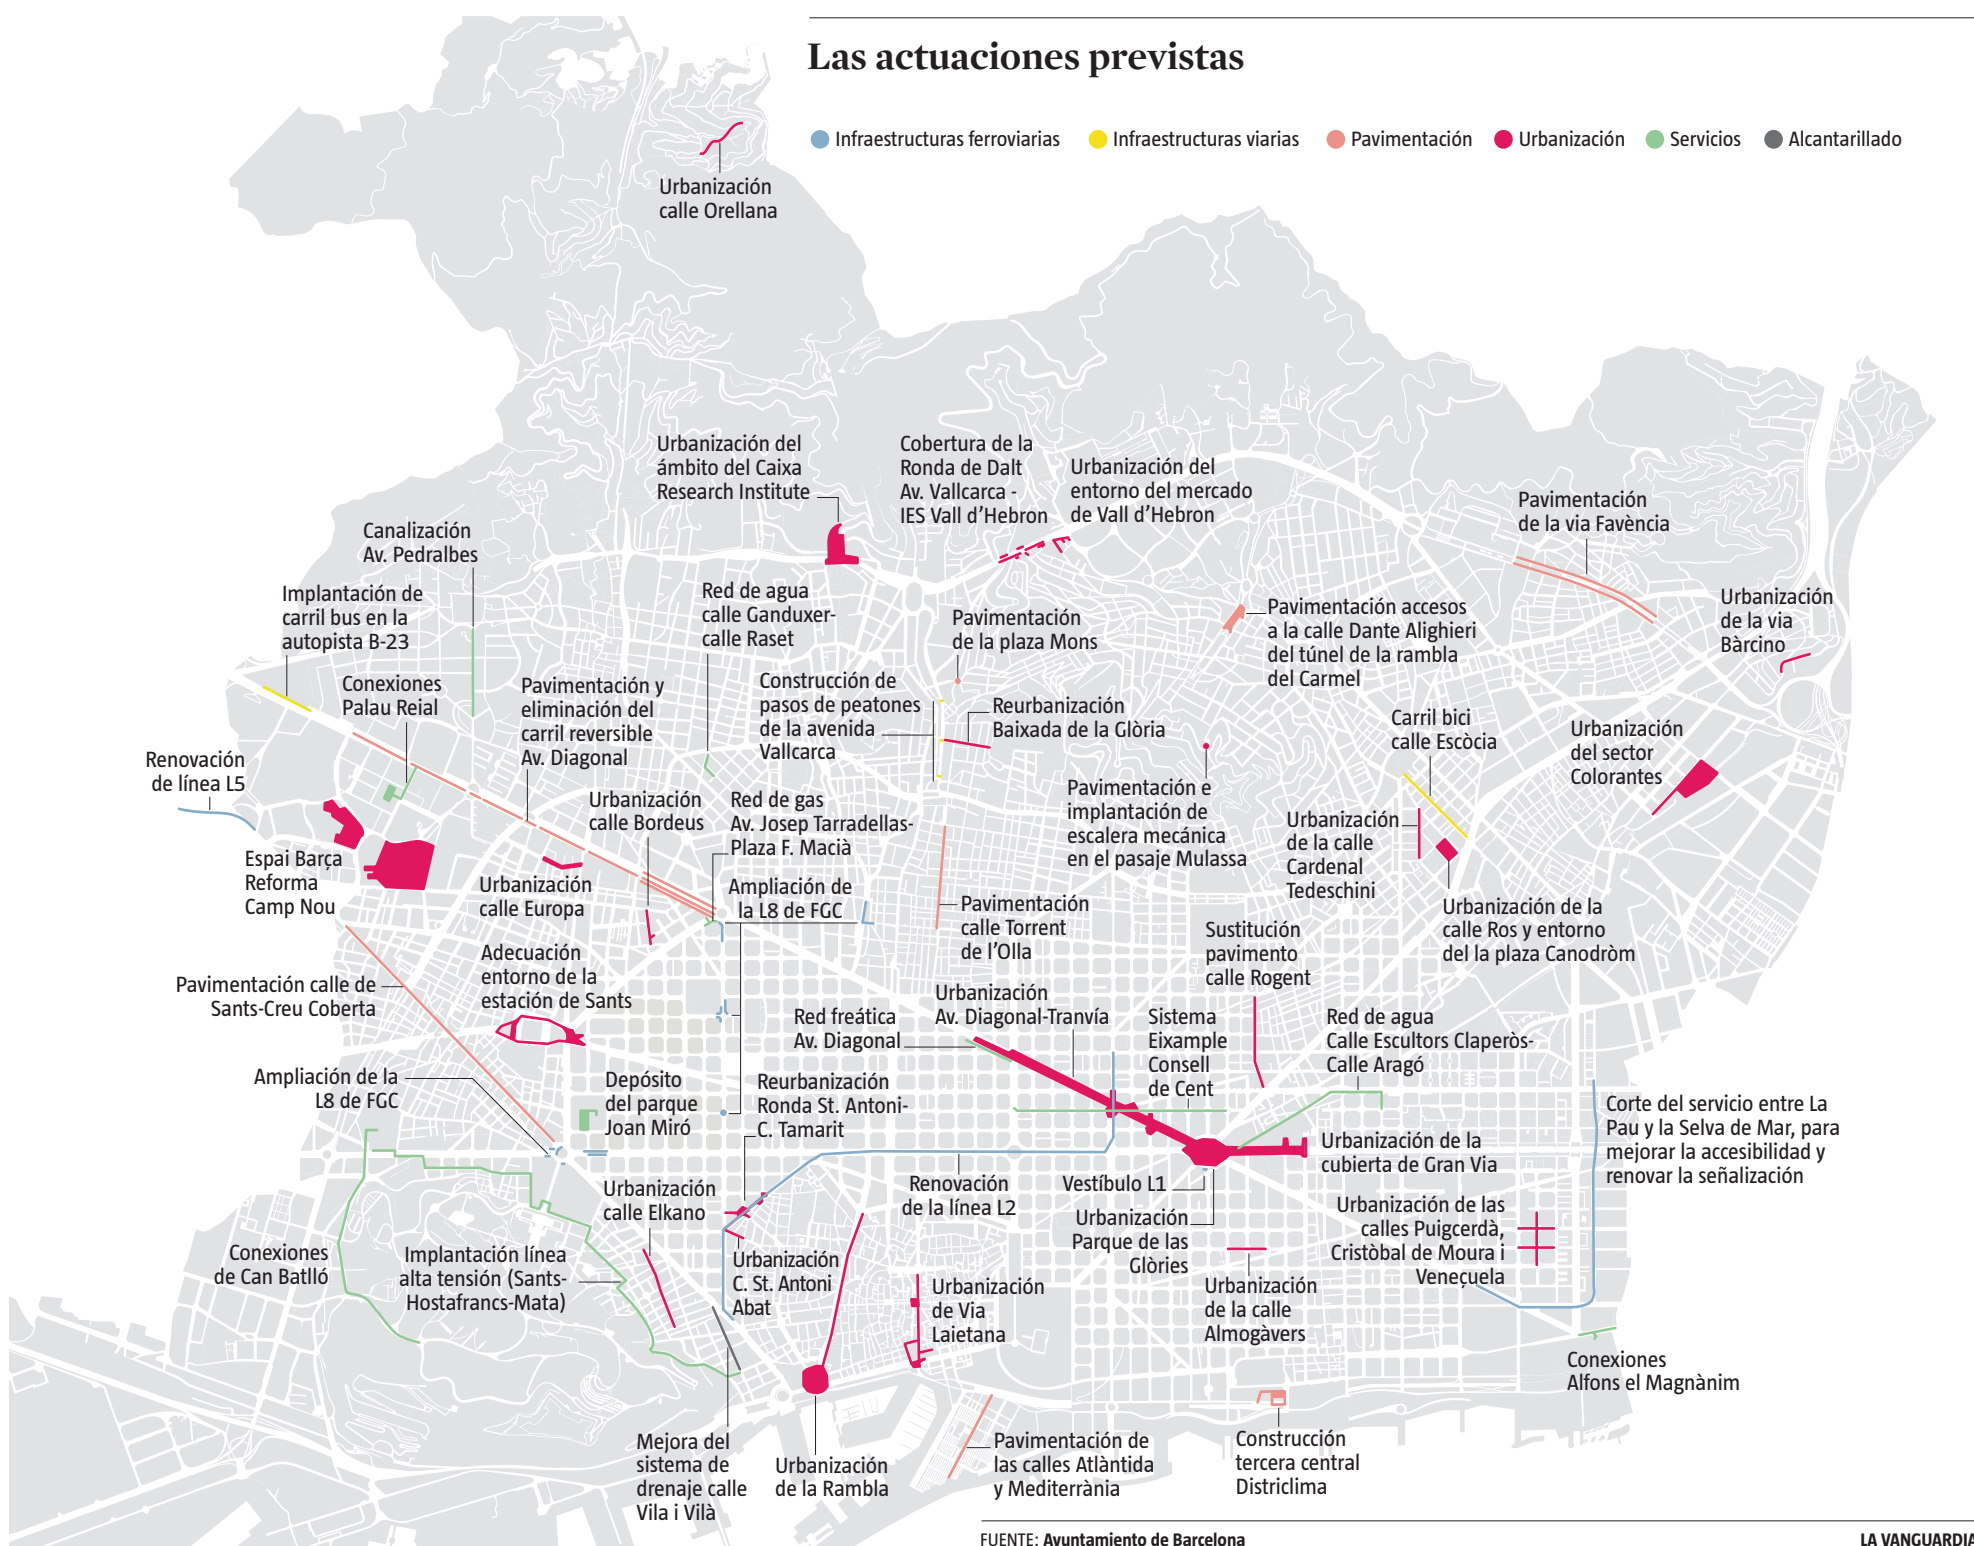 Las actuaciones previstas
Infraestructuras ferroviarias
Infraestructuras viarias
Pavimentación
Urbanización
Servicios
Alcantarillado
Urbanización
calle Orellana
Urbanización del
ámbito del Caixa
Research Institute
Cobertura de la
Ronda de Dalt
Av. Vallcarca -
IES Vall d'Hebron
Urbanización del
entorno del mercado
de Vall d'Hebron
Pavimentación
de la via Favència
Canalización
Av. Pedralbes
Implantación de
carril bus en la
autopista B-23
Red de agua
calle Ganduxer-
calle Raset
Pavimentación
de la plaza Mons
Pavimentación accesos
a la calle Dante Alighieri
del túnel de la rambla
del Carmel
Urbanización
de la via
Bàrcino
Conexiones
Palau Reial
Pavimentación y
eliminación del
carril reversible
Av. Diagonal
Construcción de
pasos de peatones
de la avenida
Vallcarca
Reurbanización
Baixada de la Glòria
Carril bici
calle Escòcia
Urbanización
del sector
Colorantes
Renovación
de línea L5
Urbanización
calle Bordeus
Red de gas
Av. Josep Tarradellas-
Plaza F. Macià
Pavimentación e
implantación de
escalera mecánica
en el pasaje Mulassa
Urbanización
de la calle
Cardenal
Tedeschini
Espai Barça
Reforma
Camp Nou
Urbanización
calle Europa
Ampliación de
la L8 de FGC
Pavimentación
calle Torrent
de l'Olla
Urbanización de la
calle Ros y entorno
del la plaza Canodròm
Sustitución
pavimento
calle Rogent
Pavimentación calle de
Sants-Creu Coberta
Adecuación
entorno de la
estación de Sants
Urbanización
Av. Diagonal-Tranvía
Red freática
Av. Diagonal
Sistema
Eixample
Consell
de Cent
Red de agua
Calle Escultors Claperòs-
Calle Aragó
Ampliación de la
L8 de FGC
Depósito
del parque
Joan Miró
Reurbanización
Ronda St. Antoni-
C. Tamarit
Corte del servicio entre La
Pau y la Selva de Mar, para
mejorar la accesibilidad y
renovar la señalización
Urbanización de la
cubierta de Gran Via
Urbanización
calle Elkano
Renovación
de la línea L2
Vestíbulo L1
Urbanización
Parque de las
Glòries
Urbanización de las
calles Puigcerdà,
Cristòbal de Moura i
Veneçuela
Conexiones
de Can Batlló
Implantación línea
alta tensión (Sants-
Hostafrancs-Mata)
Urbanización
C. St. Antoni
Abat
Urbanización
de Via
Laietana
Urbanización
de la calle
Almogàvers
Conexiones
Alfons el Magnànim
Mejora del
sistema de
drenaje calle
Vila i Vilà
Urbanización
de la Rambla
Pavimentación de
las calles Atlàntida
y Mediterrània
Construcción
tercera central
Districlima
FUENTE: Ayuntamiento de Barcelona
LA VANGUARDIA